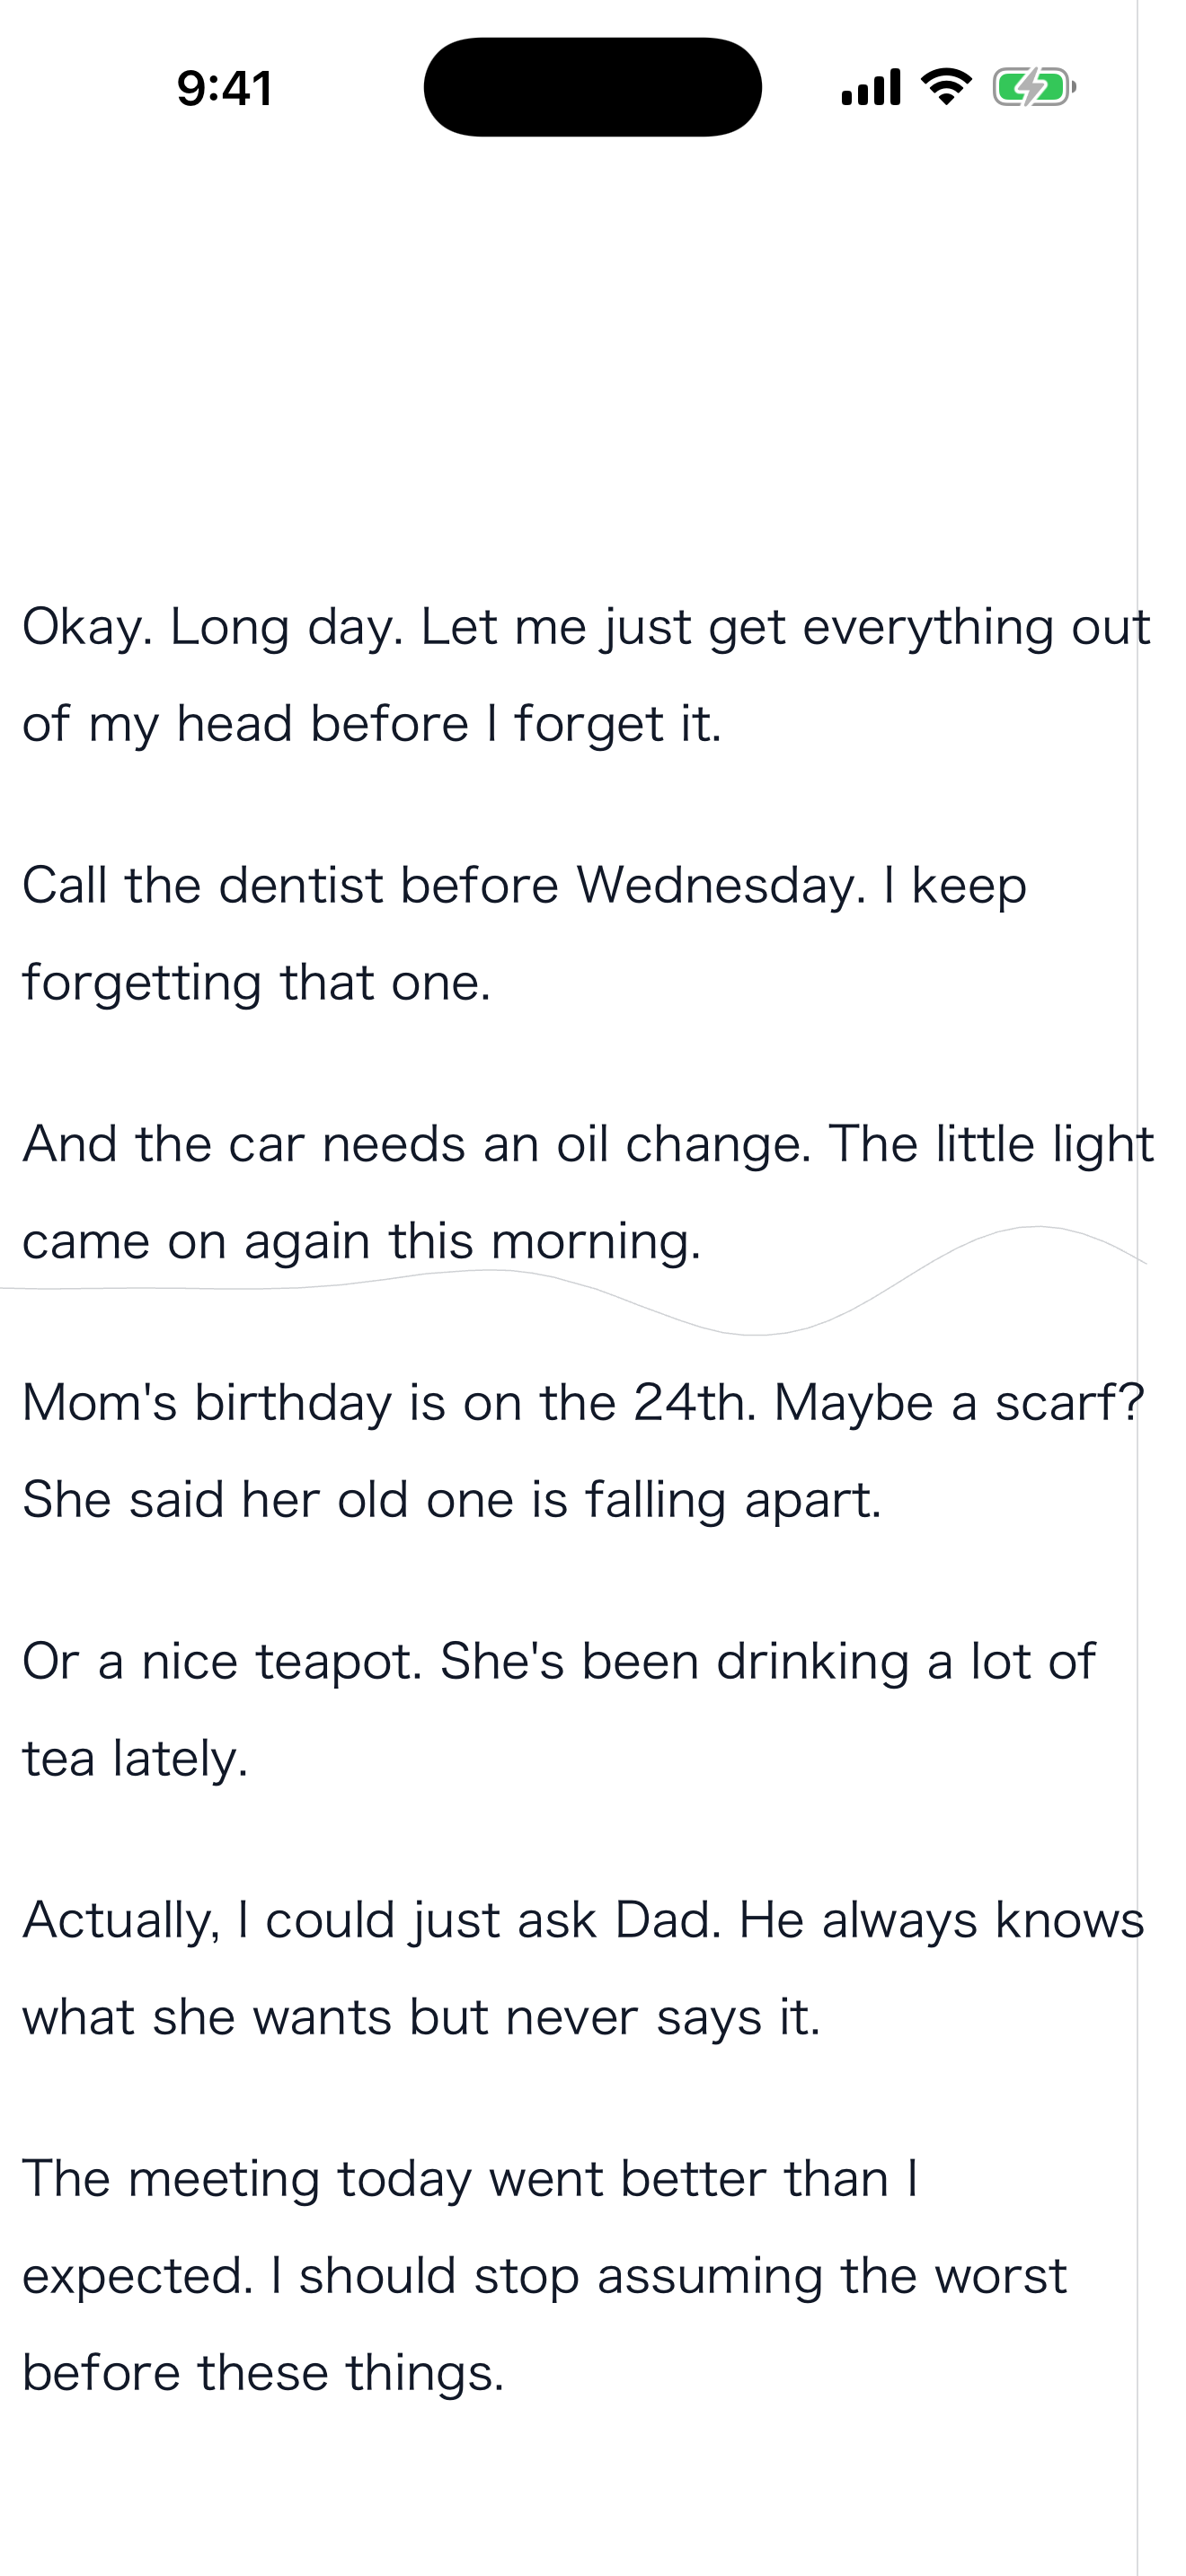 9:41
Okay. Long day. Let me just get everything out
of my head before I forget it.
Call the dentist before Wednesday. I keep
forgetting that one.
And the car needs an oil change. The little light
came on again this morning.
Mom's birthday is on the 24th. Maybe a scarf?
She said her old one is falling apart.
Or a nice teapot. She's been drinking a lot of
tea lately.
Actually, I could just ask Dad. He always knows
what she wants but never says it.
The meeting today went better than I
expected. I should stop assuming the worst
before these things.